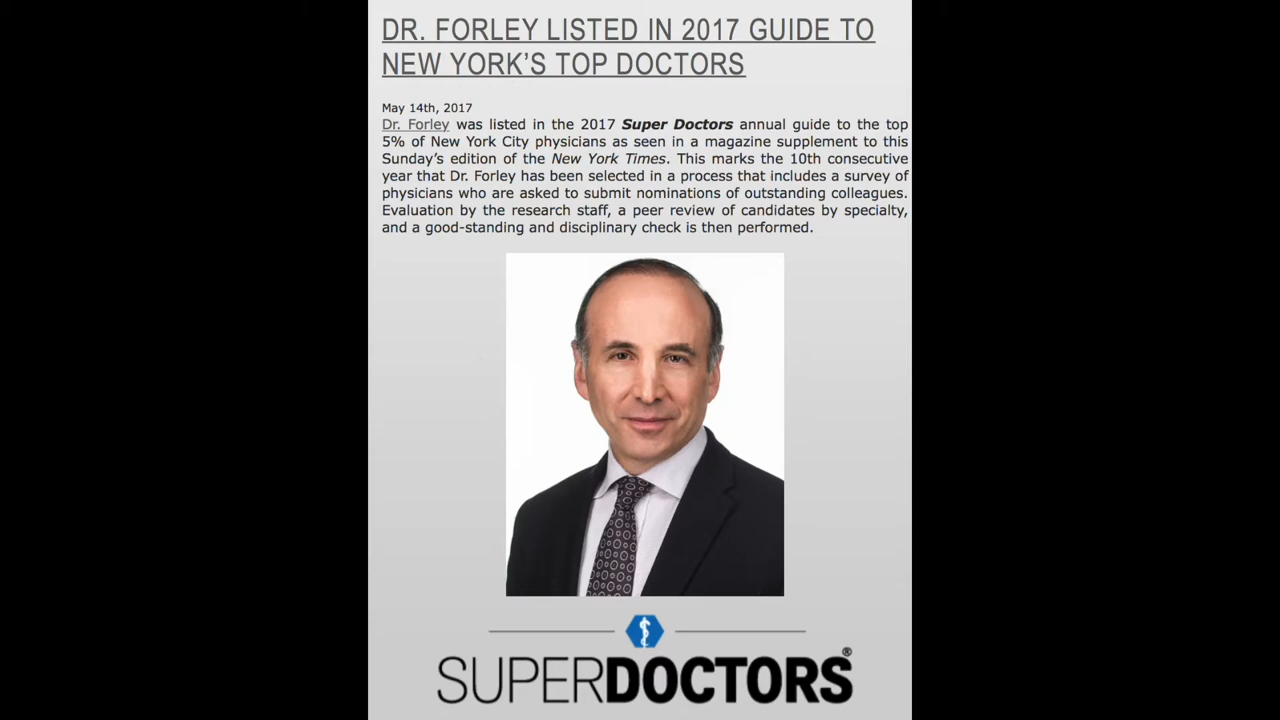 DR. FORLEY LISTED IN 2017 GUIDE TO
NEW YORK’S TOP DOCTORS
May 14th, 2017
Dr. Forley was listed in the 2017 Super Doctors annual guide to the top
5% of New York City physicians as seen in a magazine supplement to this
Sunday’s edition of the New York Times. This marks the 10th consecutive
year that Dr. Forley has been selected in a process that includes a survey of
physicians who are asked to submit nominations of outstanding colleagues.
Evaluation by the research staff, a peer review of candidates by specialty,
and a good-standing and disciplinary check is then performed.
SUPERDOCTORS®